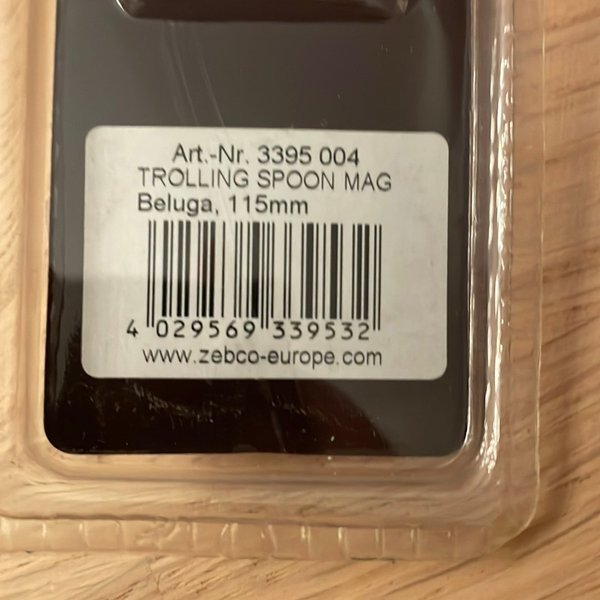 Art.-Nr. 3395 004
TROLLING SPOON MAG
Beluga, 115mm
4 029569 339532
www.zebco-europe.com